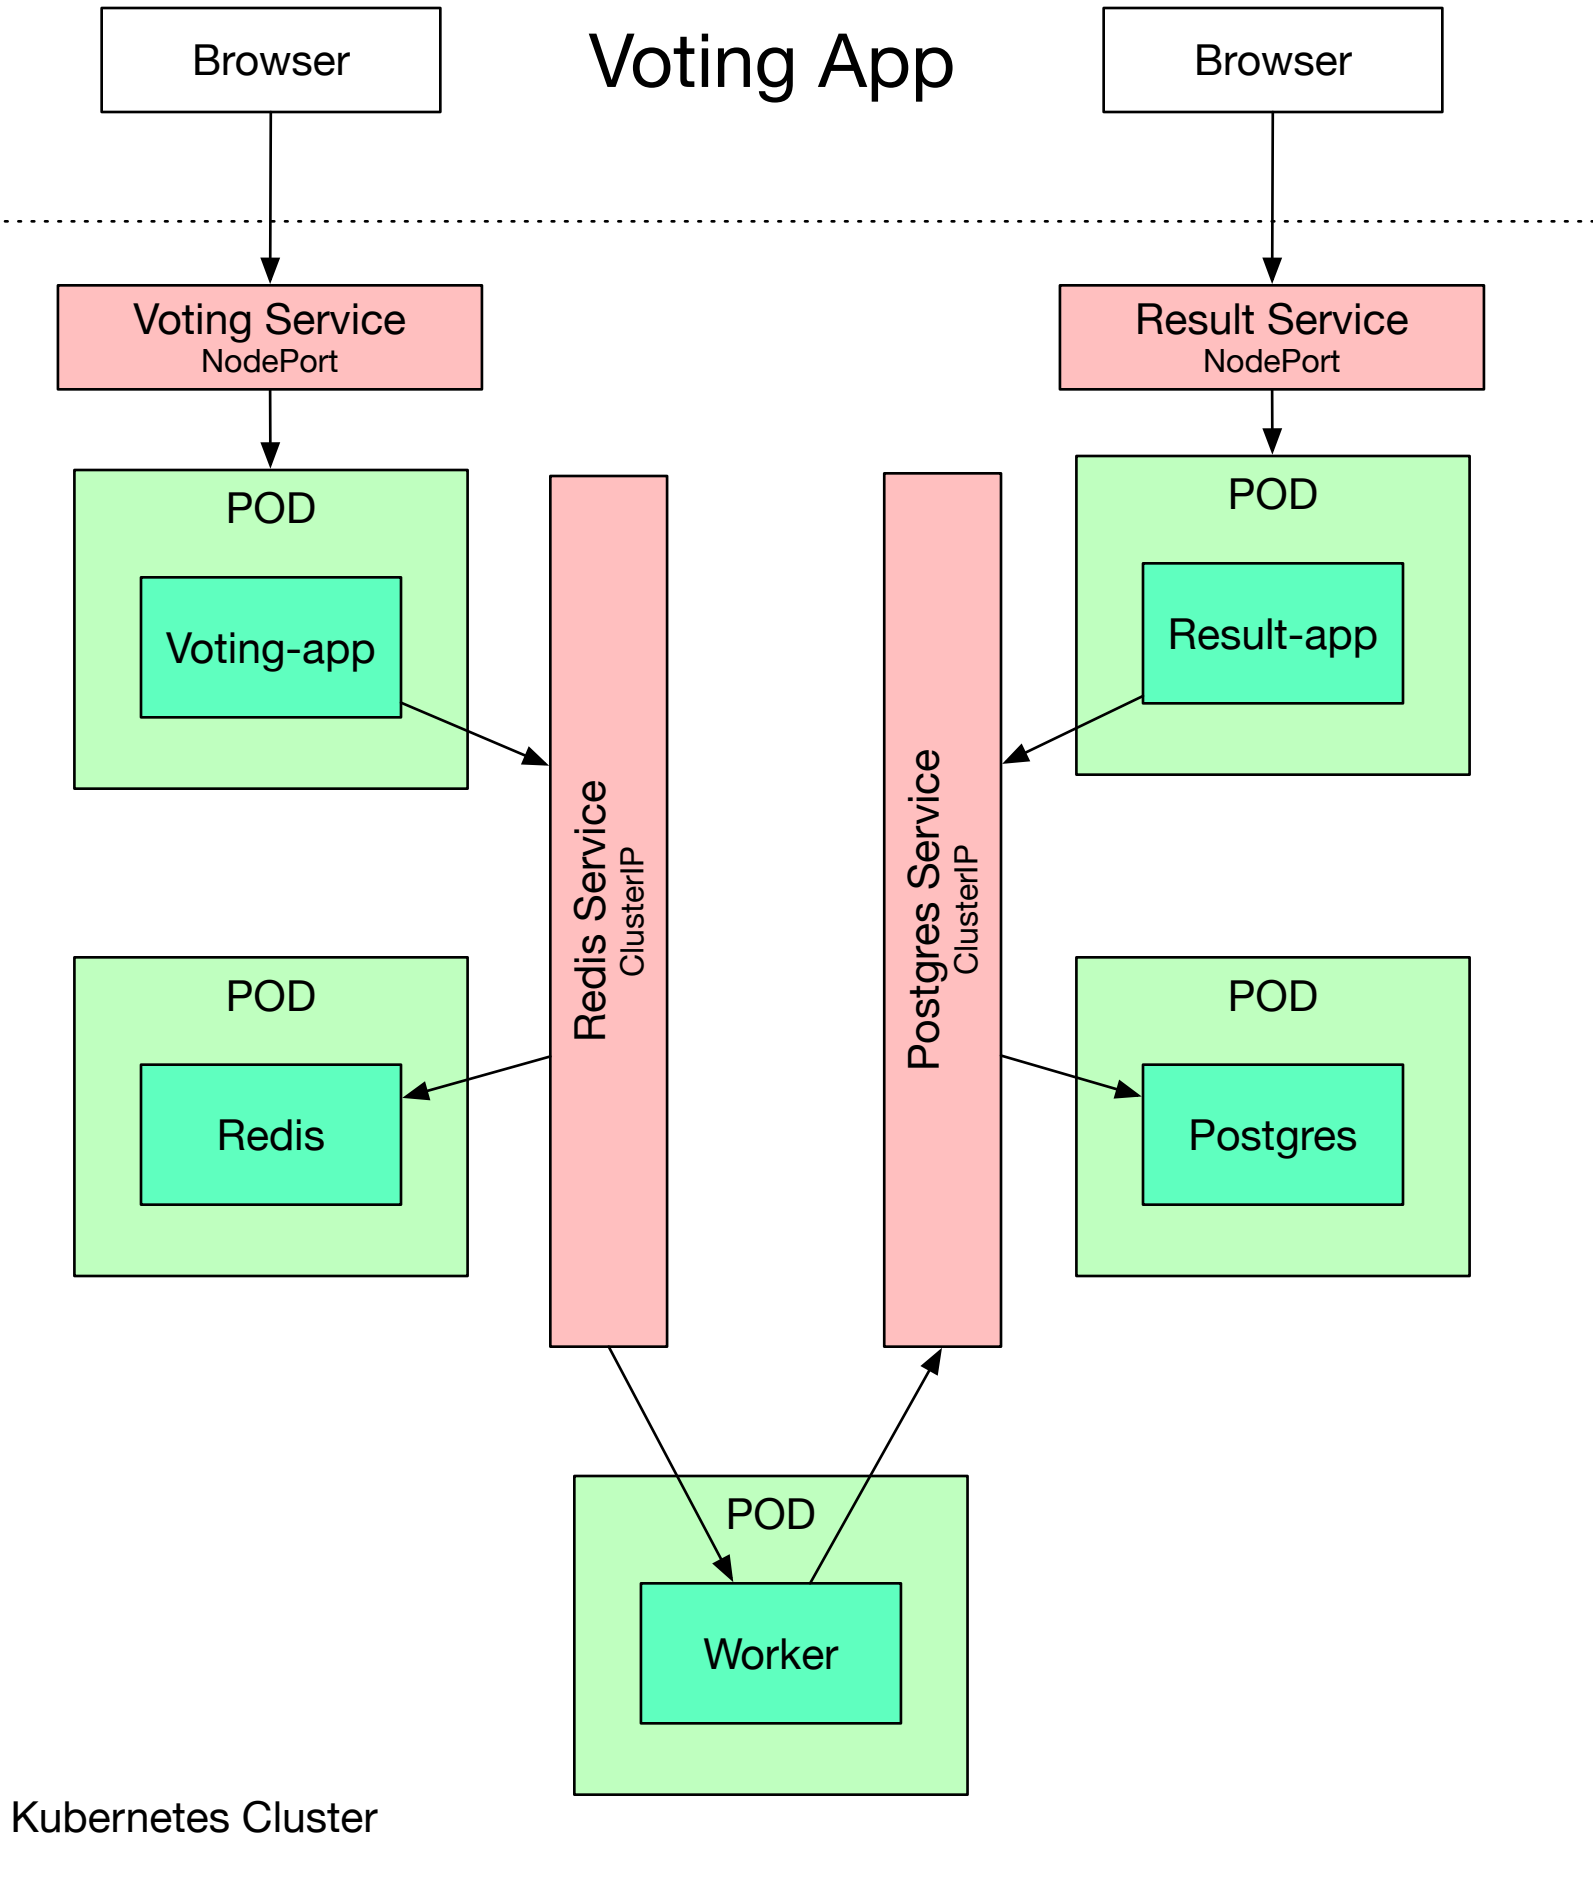 Browser
Voting App
Browser
Voting Service
NodePort
Result Service
NodePort
POD
Voting-app
POD
Result-app
Redis Service
ClusterIP
Postgres Service
ClusterIP
POD
Redis
POD
Postgres
POD
Worker
Kubernetes Cluster